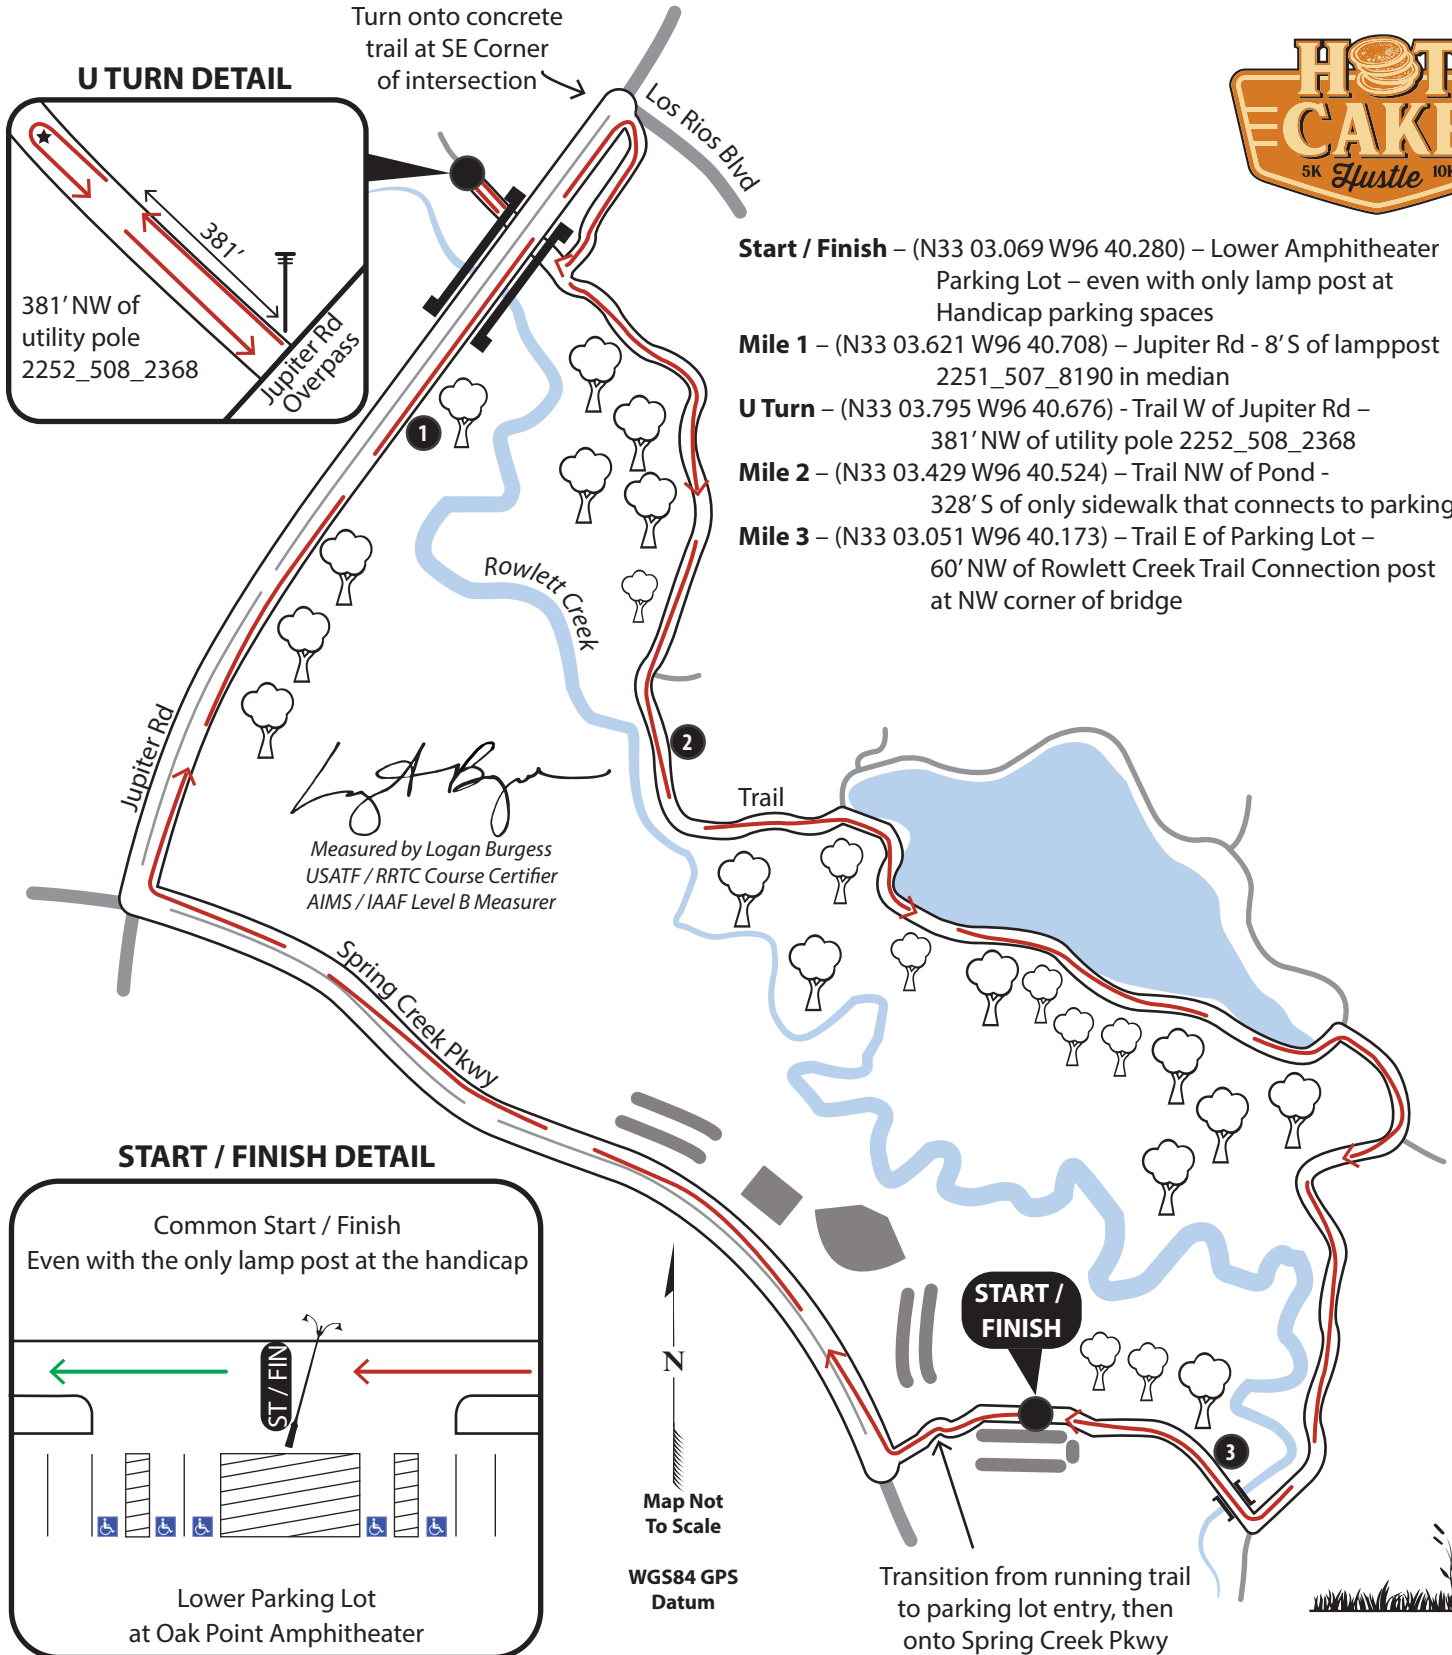 Turn onto concrete
trail at SE Corner
of intersection
U TURN DETAIL
381'
381' NW of
utility pole
2252_508_2368
Jupiter Rd
Overpass
Los Rios Blvd
HOT
CAKE
5K Hustle 10K
Start / Finish – (N33 03.069 W96 40.280) – Lower Amphitheater
Parking Lot – even with only lamp post at
Handicap parking spaces
Mile 1 – (N33 03.621 W96 40.708) – Jupiter Rd - 8' S of lamppost
2251_507_8190 in median
U Turn – (N33 03.795 W96 40.676) - Trail W of Jupiter Rd –
381' NW of utility pole 2252_508_2368
Mile 2 – (N33 03.429 W96 40.524) – Trail NW of Pond -
328' S of only sidewalk that connects to parking
Mile 3 – (N33 03.051 W96 40.173) – Trail E of Parking Lot –
60' NW of Rowlett Creek Trail Connection post
at NW corner of bridge
1
Rowlett Creek
2
Jupiter Rd
Trail
Measured by Logan Burgess
USATF / RRTC Course Certifier
AIMS / IAAF Level B Measurer
Spring Creek Pkwy
START / FINISH DETAIL
Common Start / Finish
Even with the only lamp post at the handicap
ST / FIN
Lower Parking Lot
at Oak Point Amphitheater
N
Map Not
To Scale
WGS84 GPS
Datum
START /
FINISH
3
Transition from running trail
to parking lot entry, then
onto Spring Creek Pkwy